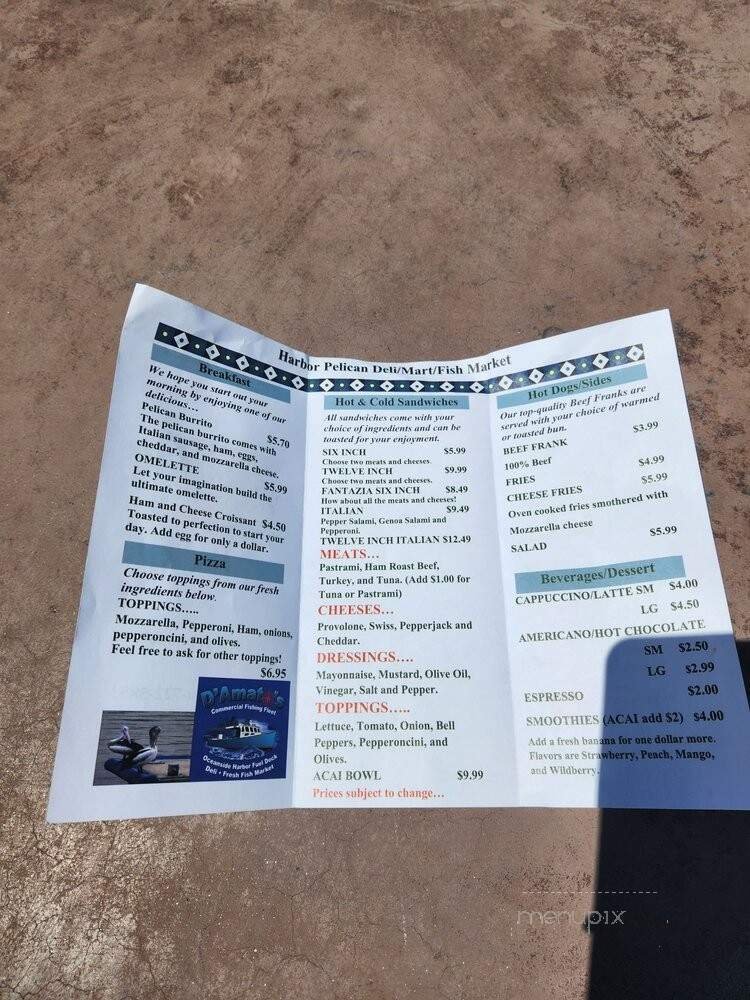 Harbor Pelican Deli/Mart/Fish Market
Breakfast
We hope you start out your
morning by enjoying one of our
delicious…
Pelican Burrito $5.70
The pelican burrito comes with
Italian sausage, ham, eggs,
cheddar, and mozzarella cheese.
OMELETTE $5.99
Let your imagination build the
ultimate omelette.
Ham and Cheese Croissant $4.50
Toasted to perfection to start your
day. Add egg for only a dollar.
Pizza
Choose toppings from our fresh
ingredients below.
TOPPINGS…..
Mozzarella, Pepperoni, Ham, onions,
pepperoncini, and olives.
Feel free to ask for other toppings!
$6.95
D'Amato's
Commercial Fishing Fleet
Oceanside Harbor Fuel Dock
Deli • Fresh Fish Market
Hot & Cold Sandwiches
All sandwiches come with your
choice of ingredients and can be
toasted for your enjoyment.
SIX INCH $5.99
Choose two meats and cheeses.
TWELVE INCH $9.99
Choose two meats and cheeses.
FANTAZIA SIX INCH $8.49
How about all the meats and cheeses!
ITALIAN $9.49
Pepper Salami, Genoa Salami and
Pepperoni.
TWELVE INCH ITALIAN $12.49
MEATS…
Pastrami, Ham Roast Beef,
Turkey, and Tuna. (Add $1.00 for
Tuna or Pastrami)
CHEESES…
Provolone, Swiss, Pepperjack and
Cheddar.
DRESSINGS….
Mayonnaise, Mustard, Olive Oil,
Vinegar, Salt and Pepper.
TOPPINGS…..
Lettuce, Tomato, Onion, Bell
Peppers, Pepperoncini, and
Olives.
ACAI BOWL $9.99
Prices subject to change…
Hot Dogs/Sides
Our top-quality Beef Franks are
served with your choice of warmed
or toasted bun.
BEEF FRANK $3.99
100% Beef
FRIES $4.99
CHEESE FRIES $5.99
Oven cooked fries smothered with
Mozzarella cheese
SALAD $5.99
Beverages/Dessert
CAPPUCCINO/LATTE SM $4.00
LG $4.50
AMERICANO/HOT CHOCOLATE
SM $2.50
LG $2.99
ESPRESSO $2.00
SMOOTHIES (ACAI add $2) $4.00
Add a fresh banana for one dollar more.
Flavors are Strawberry, Peach, Mango,
and Wildberry.
menupix